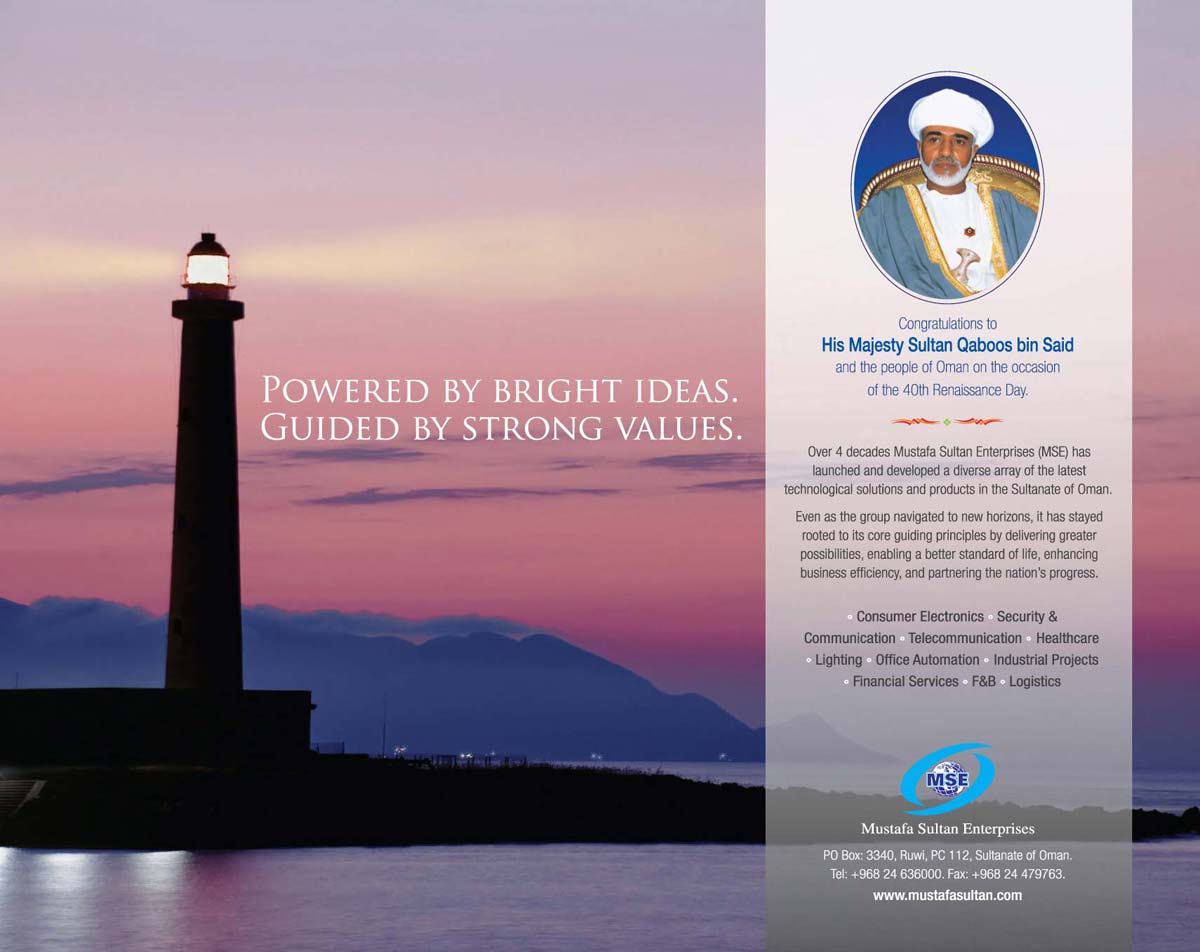 POWERED BY BRIGHT IDEAS.
GUIDED BY STRONG VALUES.
Congratulations to
His Majesty Sultan Qaboos bin Said
and the people of Oman on the occasion
of the 40th Renaissance Day.
Over 4 decades Mustafa Sultan Enterprises (MSE) has
launched and developed a diverse array of the latest
technological solutions and products in the Sultanate of Oman.
Even as the group navigated to new horizons, it has stayed
rooted to its core guiding principles by delivering greater
possibilities, enabling a better standard of life, enhancing
business efficiency, and partnering the nation's progress.
◦ Consumer Electronics ◦ Security &
Communication ◦ Telecommunication ◦ Healthcare
◦ Lighting ◦ Office Automation ◦ Industrial Projects
◦ Financial Services ◦ F&B ◦ Logistics
MSE
Mustafa Sultan Enterprises
PO Box: 3340, Ruwi, PC 112, Sultanate of Oman.
Tel: +968 24 636000. Fax: +968 24 479763.
www.mustafasultan.com